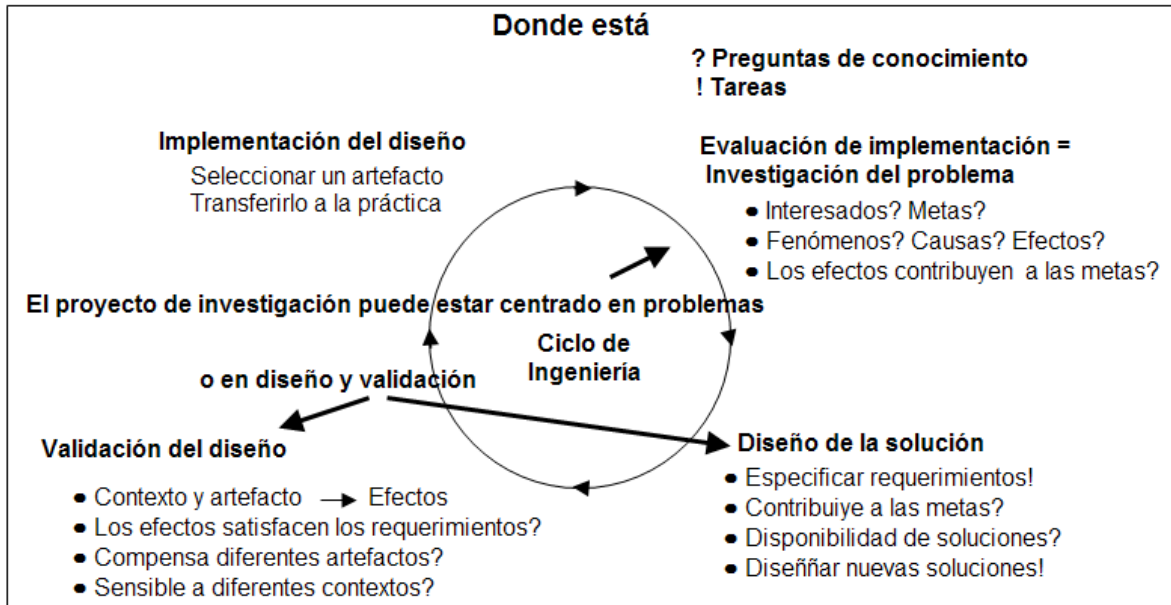 Donde está
? Preguntas de conocimiento
! Tareas
Implementación del diseño
Seleccionar un artefacto
Transferirlo a la práctica
Evaluación de implementación =
Investigación del problema
● Interesados? Metas?
● Fenómenos? Causas? Efectos?
● Los efectos contribuyen a las metas?
El proyecto de investigación puede estar centrado en problemas
Ciclo de
Ingeniería
o en diseño y validación
Validación del diseño
● Contexto y artefacto → Efectos
● Los efectos satisfacen los requerimientos?
● Compensa diferentes artefactos?
● Sensible a diferentes contextos?
Diseño de la solución
● Especificar requerimientos!
● Contribuiye a las metas?
● Disponibilidad de soluciones?
● Diseññar nuevas soluciones!